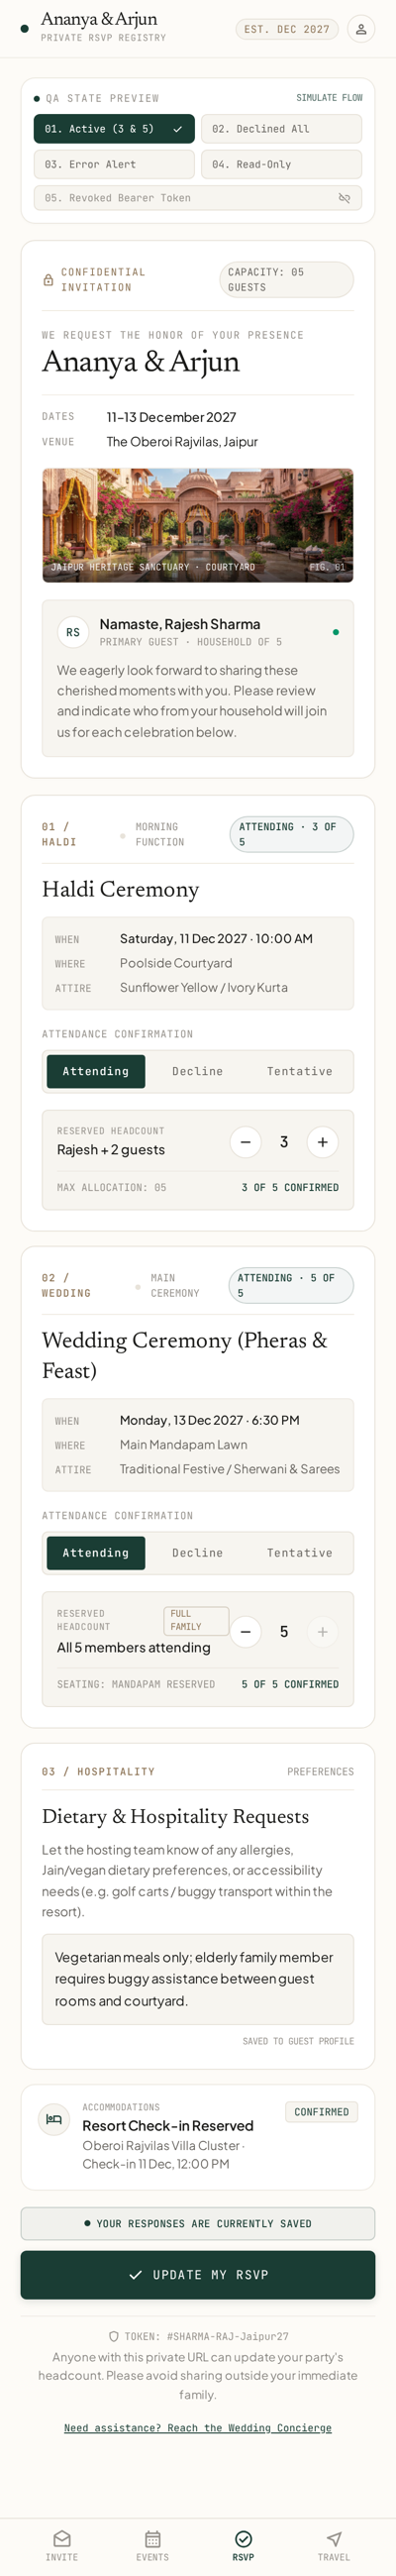 Ananya & Arjun
PRIVATE RSVP REGISTRY
EST. DEC 2027
QA STATE PREVIEW
SIMULATE FLOW
01. Active (3 & 5)
02. Declined All
03. Error Alert
04. Read-Only
05. Revoked Bearer Token
CONFIDENTIAL
INVITATION
CAPACITY: 05
GUESTS
WE REQUEST THE HONOR OF YOUR PRESENCE
Ananya & Arjun
DATES
11–13 December 2027
VENUE
The Oberoi Rajvilas, Jaipur
JAIPUR HERITAGE SANCTUARY · COURTYARD
FIG. 01
RS
Namaste, Rajesh Sharma
PRIMARY GUEST · HOUSEHOLD OF 5
We eagerly look forward to sharing these
cherished moments with you. Please review
and indicate who from your household will join
us for each celebration below.
01 /
HALDI
MORNING
FUNCTION
ATTENDING · 3 OF
5
Haldi Ceremony
WHEN
Saturday, 11 Dec 2027 · 10:00 AM
WHERE
Poolside Courtyard
ATTIRE
Sunflower Yellow / Ivory Kurta
ATTENDANCE CONFIRMATION
Attending
Decline
Tentative
RESERVED HEADCOUNT
Rajesh + 2 guests
− 3 +
MAX ALLOCATION: 05
3 OF 5 CONFIRMED
02 /
WEDDING
MAIN
CEREMONY
ATTENDING · 5 OF
5
Wedding Ceremony (Pheras &
Feast)
WHEN
Monday, 13 Dec 2027 · 6:30 PM
WHERE
Main Mandapam Lawn
ATTIRE
Traditional Festive / Sherwani & Sarees
ATTENDANCE CONFIRMATION
Attending
Decline
Tentative
RESERVED
HEADCOUNT
FULL
FAMILY
All 5 members attending
− 5 +
SEATING: MANDAPAM RESERVED
5 OF 5 CONFIRMED
03 / HOSPITALITY
PREFERENCES
Dietary & Hospitality Requests
Let the hosting team know of any allergies,
Jain/vegan dietary preferences, or accessibility
needs (e.g. golf carts / buggy transport within the
resort).
Vegetarian meals only; elderly family member
requires buggy assistance between guest
rooms and courtyard.
SAVED TO GUEST PROFILE
ACCOMMODATIONS
Resort Check-in Reserved
Oberoi Rajvilas Villa Cluster ·
Check-in 11 Dec, 12:00 PM
CONFIRMED
YOUR RESPONSES ARE CURRENTLY SAVED
UPDATE MY RSVP
TOKEN: #SHARMA-RAJ-Jaipur27
Anyone with this private URL can update your party's
headcount. Please avoid sharing outside your immediate
family.
Need assistance? Reach the Wedding Concierge
INVITE
EVENTS
RSVP
TRAVEL